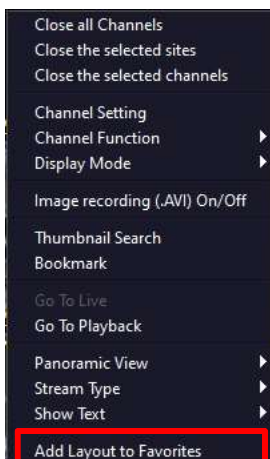 Close all Channels
Close the selected sites
Close the selected channels
Channel Setting
Channel Function
Display Mode
Image recording (.AVI) On/Off
Thumbnail Search
Bookmark
Go To Live
Go To Playback
Panoramic View
Stream Type
Show Text
Add Layout to Favorites